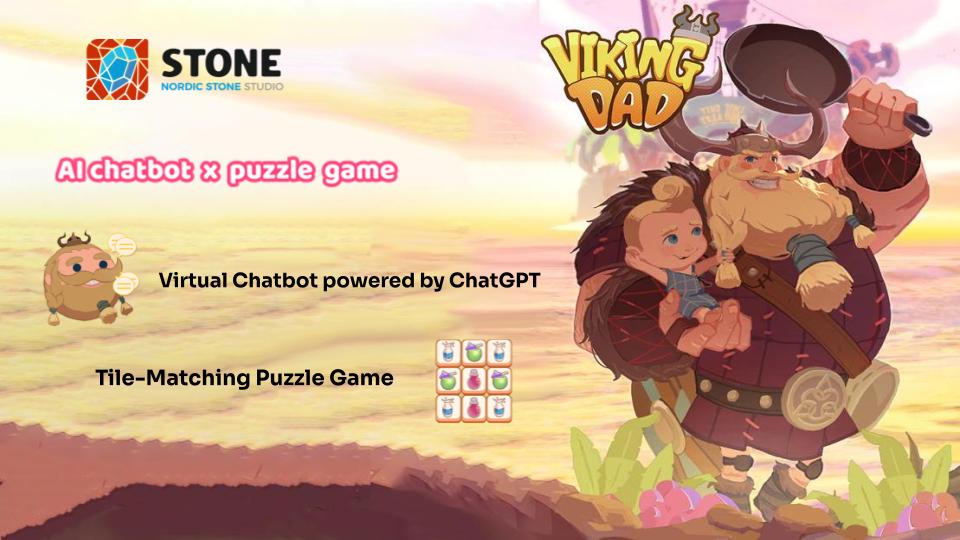 STONE
NORDIC STONE STUDIO
VIKING
DAD
AI chatbot x puzzle game
Virtual Chatbot powered by ChatGPT
Tile-Matching Puzzle Game